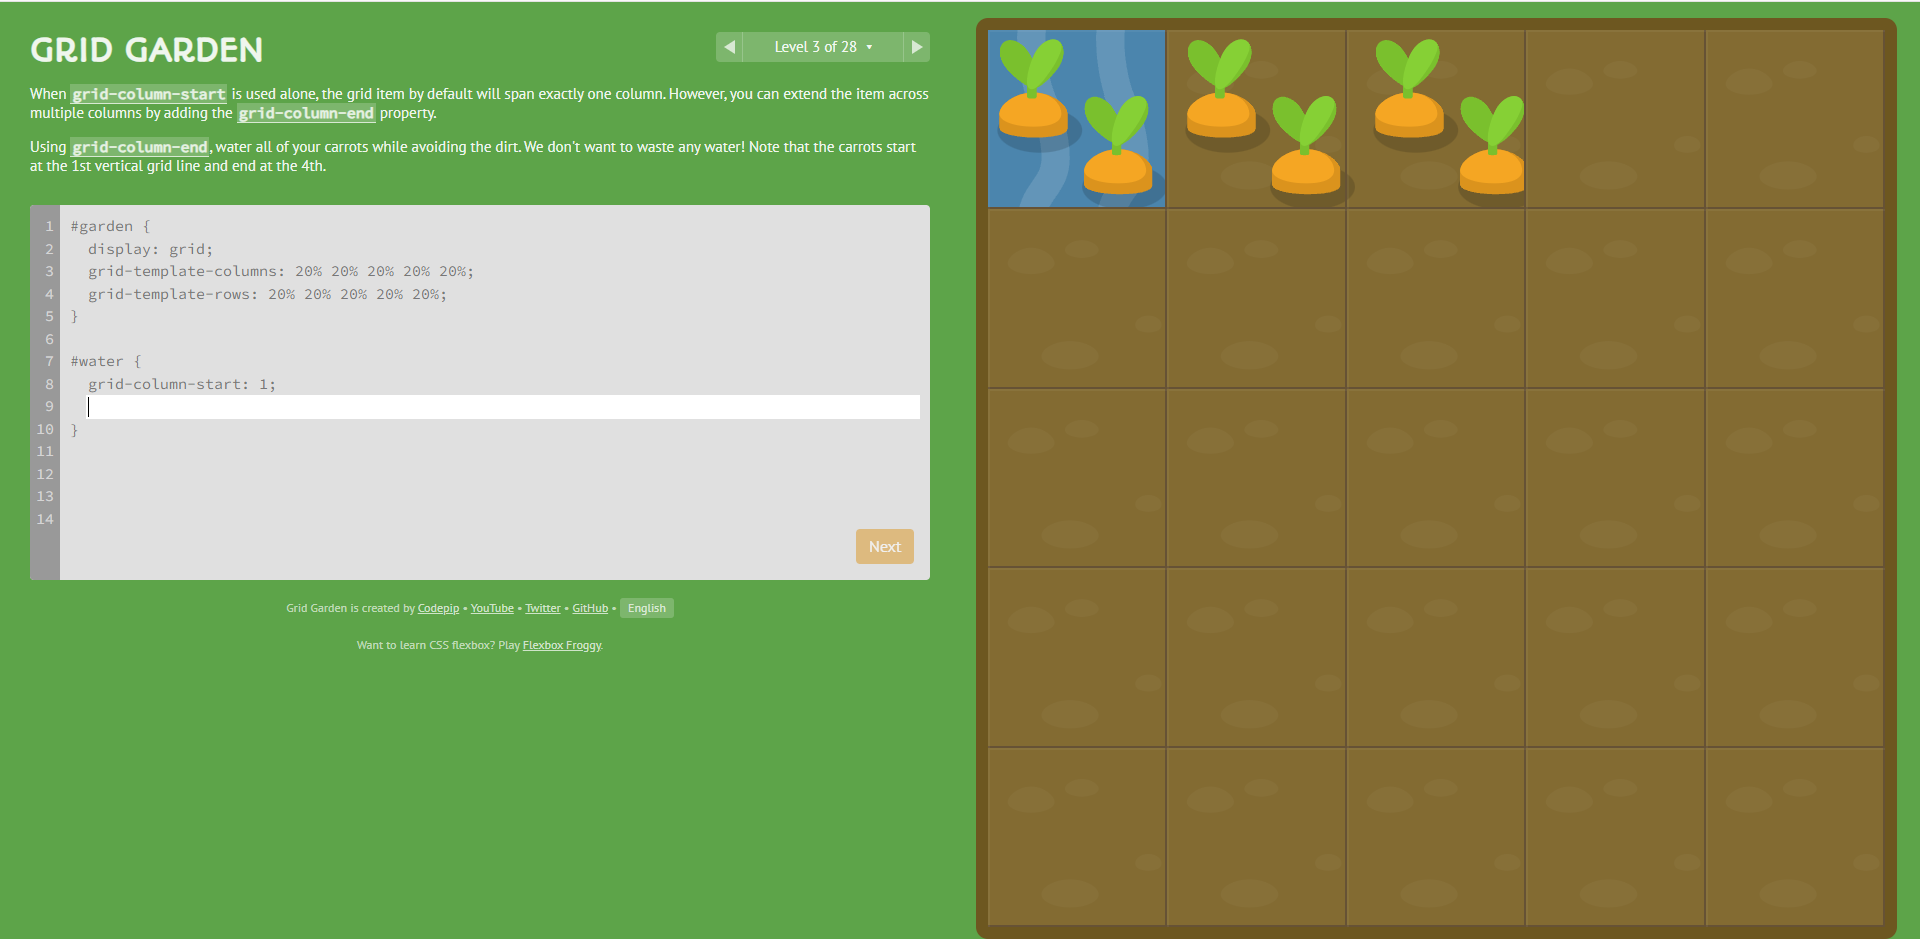 GRID GARDEN
◀ Level 3 of 28 ▾ ▶
When grid-column-start is used alone, the grid item by default will span exactly one column. However, you can extend the item across
multiple columns by adding the grid-column-end property.
Using grid-column-end, water all of your carrots while avoiding the dirt. We don't want to waste any water! Note that the carrots start
at the 1st vertical grid line and end at the 4th.
1 #garden {
2 display: grid;
3 grid-template-columns: 20% 20% 20% 20% 20%;
4 grid-template-rows: 20% 20% 20% 20% 20%;
5 }
6
7 #water {
8 grid-column-start: 1;
9
10 }
11
12
13
14
Next
Grid Garden is created by Codepip • YouTube • Twitter • GitHub • English
Want to learn CSS flexbox? Play Flexbox Froggy.